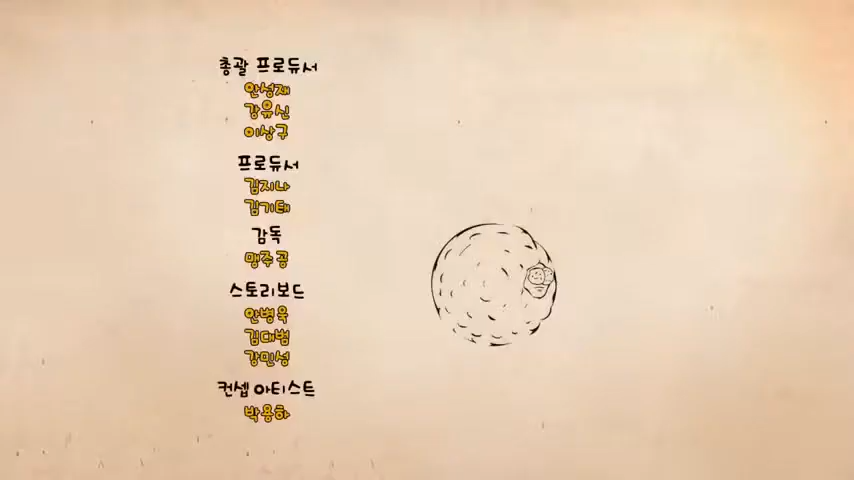 총괄 프로듀서
안성재
강유신
이상구
프로듀서
김지나
김기태
감독
맹주공
스토리보드
안병욱
김대범
강민성
컨셉 아티스트
박용하